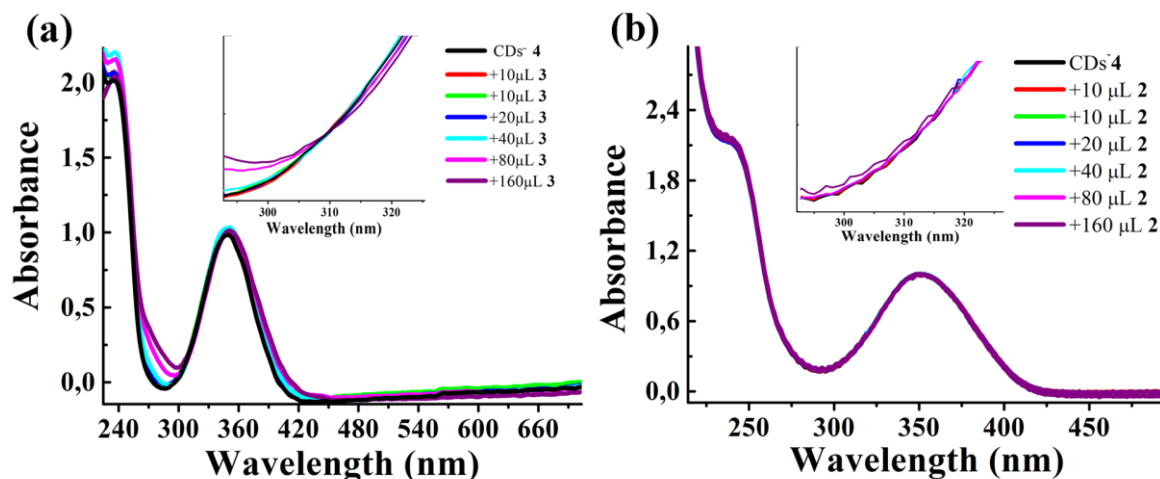 (a)
CDs- 4
+10μL 3
+10μL 3
+20μL 3
+40μL 3
+80μL 3
+160μL 3
300 310 320
Wavelength (nm)
2,0
1,5
1,0
0,5
0,0
Absorbance
240 300 360 420 480 540 600 660
Wavelength (nm)
(b)
CDs- 4
+10 μL 2
+10 μL 2
+20 μL 2
+40 μL 2
+80 μL 2
+160 μL 2
300 310 320
Wavelength (nm)
2,4
1,8
1,2
0,6
0,0
Absorbance
250 300 350 400 450
Wavelength (nm)